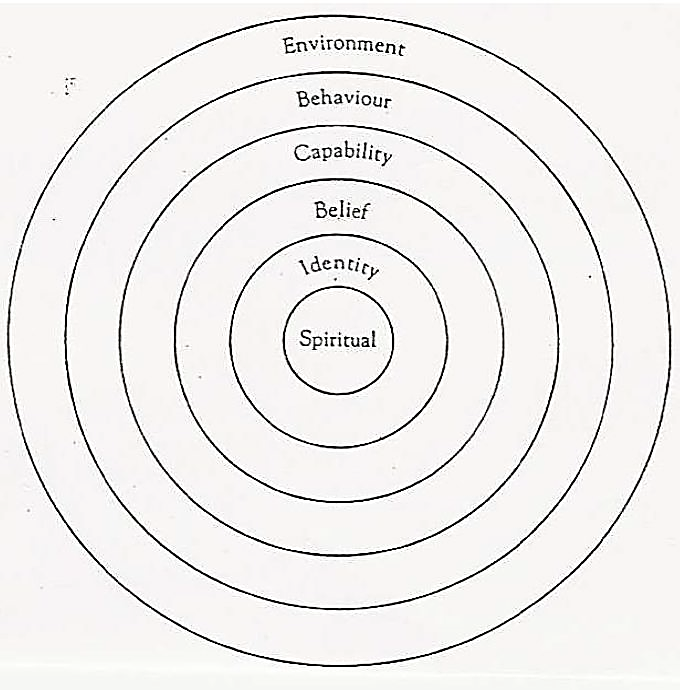 Environment
Behaviour
Capability
Belief
Identity
Spiritual